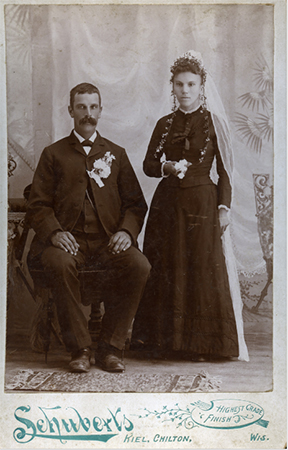 Schubert's
Kiel, Chilton,
Highest Grade
Finish
Wis.